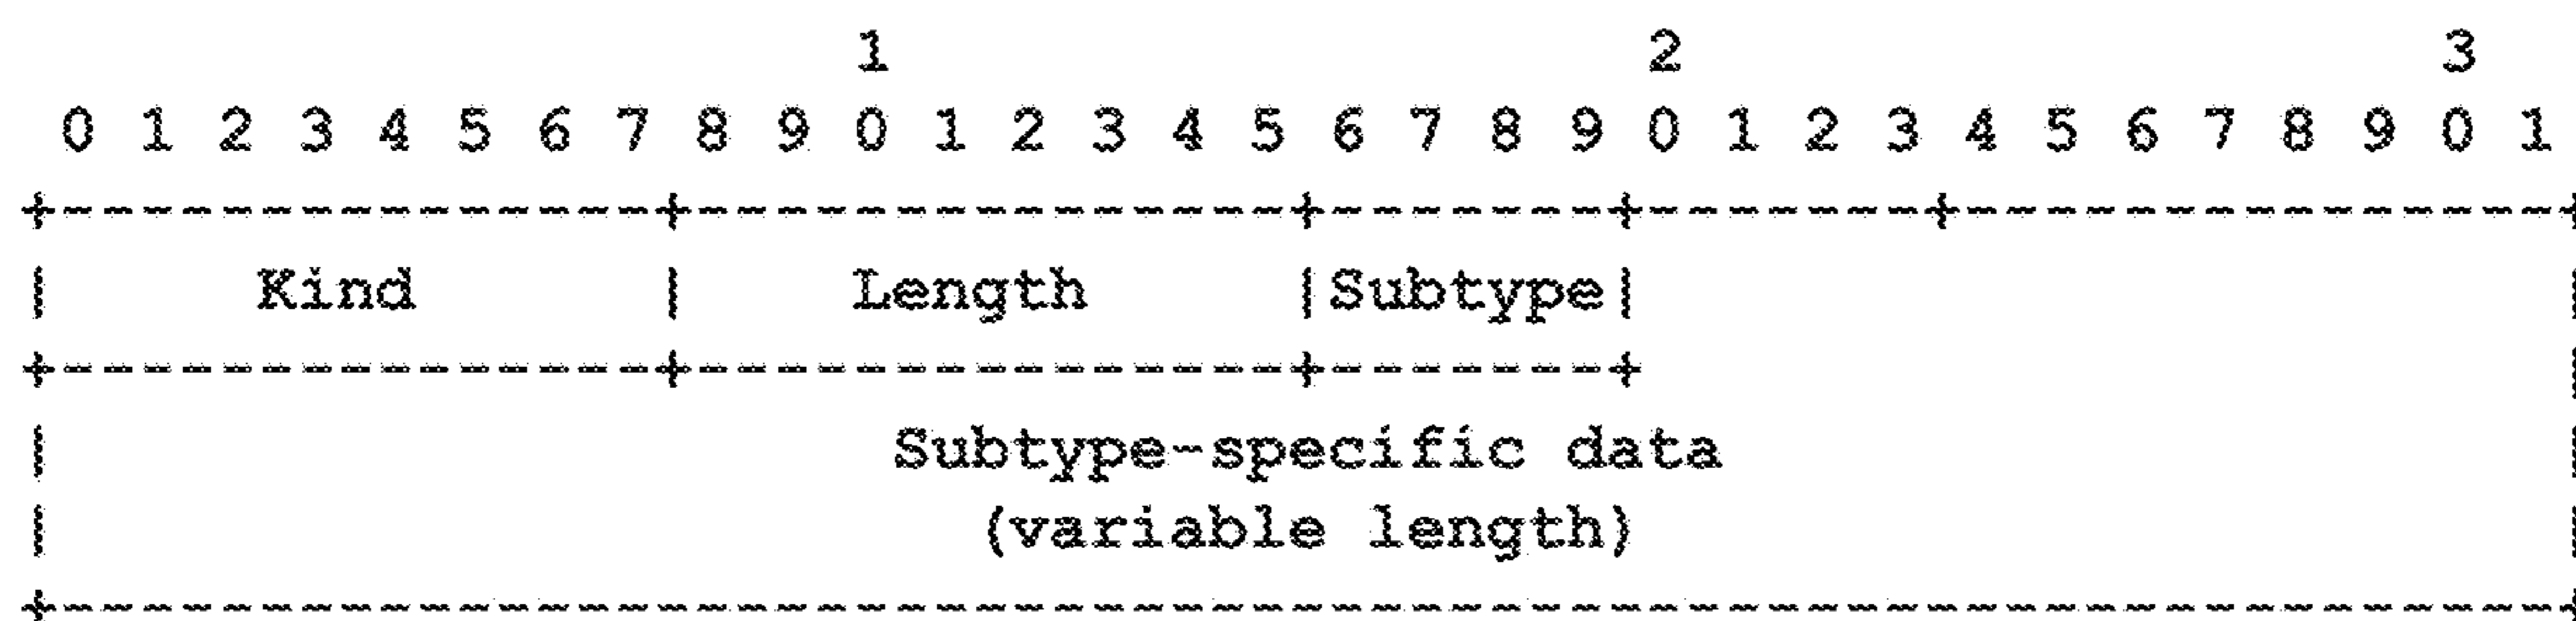 1                   2                   3
 0 1 2 3 4 5 6 7 8 9 0 1 2 3 4 5 6 7 8 9 0 1 2 3 4 5 6 7 8 9 0 1
+---------------+---------------+-------+-------+---------------+
|     Kind      |    Length     |Subtype|                       |
+---------------+---------------+-------+                       |
|                     Subtype-specific data                     |
|                       (variable length)                       |
+---------------------------------------------------------------+